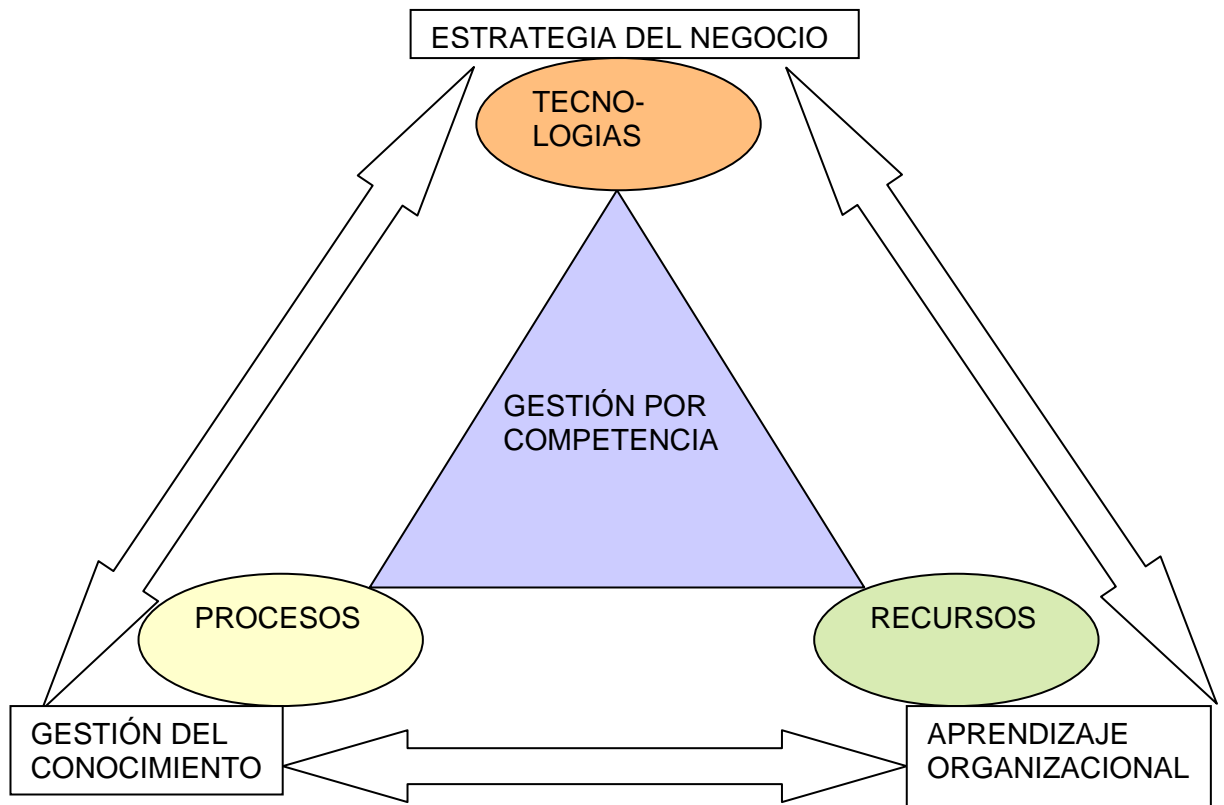 ESTRATEGIA DEL NEGOCIO
TECNO-
LOGIAS
GESTIÓN POR
COMPETENCIA
PROCESOS
RECURSOS
GESTIÓN DEL
CONOCIMIENTO
APRENDIZAJE
ORGANIZACIONAL